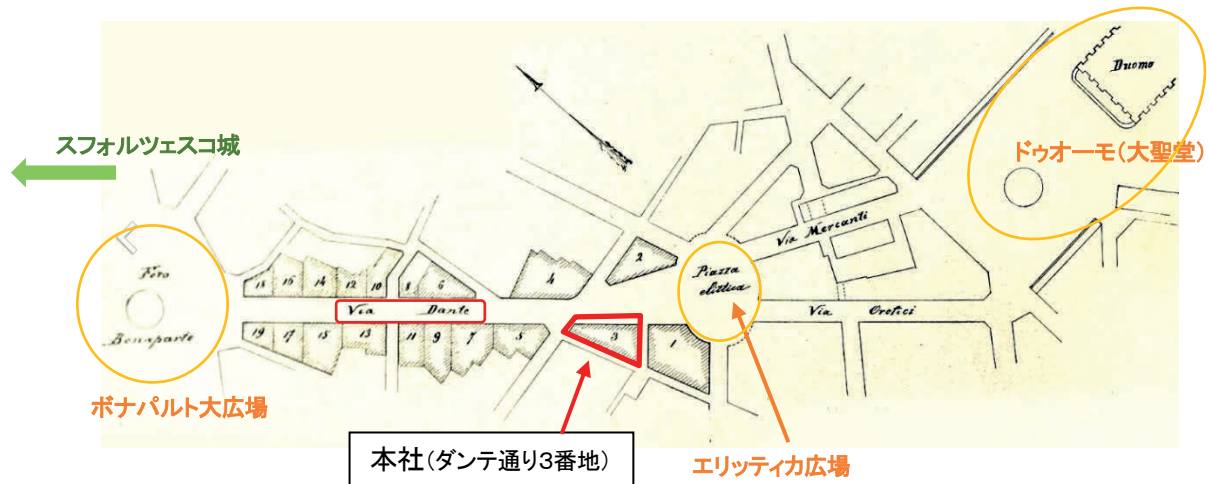 スフォルツェスコ城
Duomo
ドゥオーモ(大聖堂)
Via Mercanti
Piazza
elittica
Foro
Bonaparte
18
16
14
12
10
8
6
4
2
Via Dante
Via Orefici
19
17
15
13
11
9
7
5
3
1
ボナパルト大広場
本社(ダンテ通り3番地)
エリッティカ広場